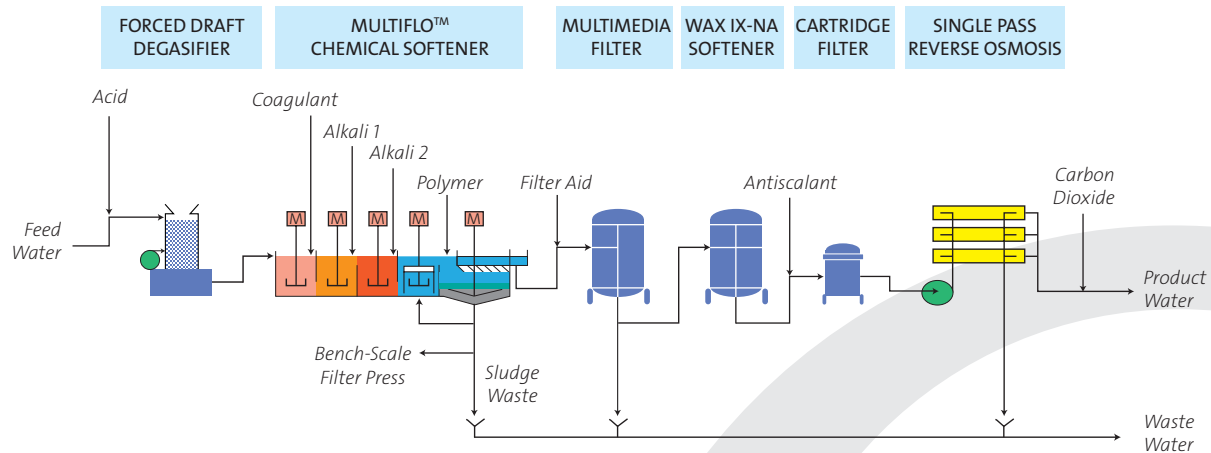 FORCED DRAFT
DEGASIFIER
MULTIFLO™
CHEMICAL SOFTENER
MULTIMEDIA
FILTER
WAX IX-NA
SOFTENER
CARTRIDGE
FILTER
SINGLE PASS
REVERSE OSMOSIS
Acid
Coagulant
Alkali 1
Alkali 2
Polymer
Filter Aid
Antiscalant
Carbon
Dioxide
M
M
M
M
M
Feed
Water
Product
Water
Bench-Scale
Filter Press
Sludge
Waste
Waste
Water